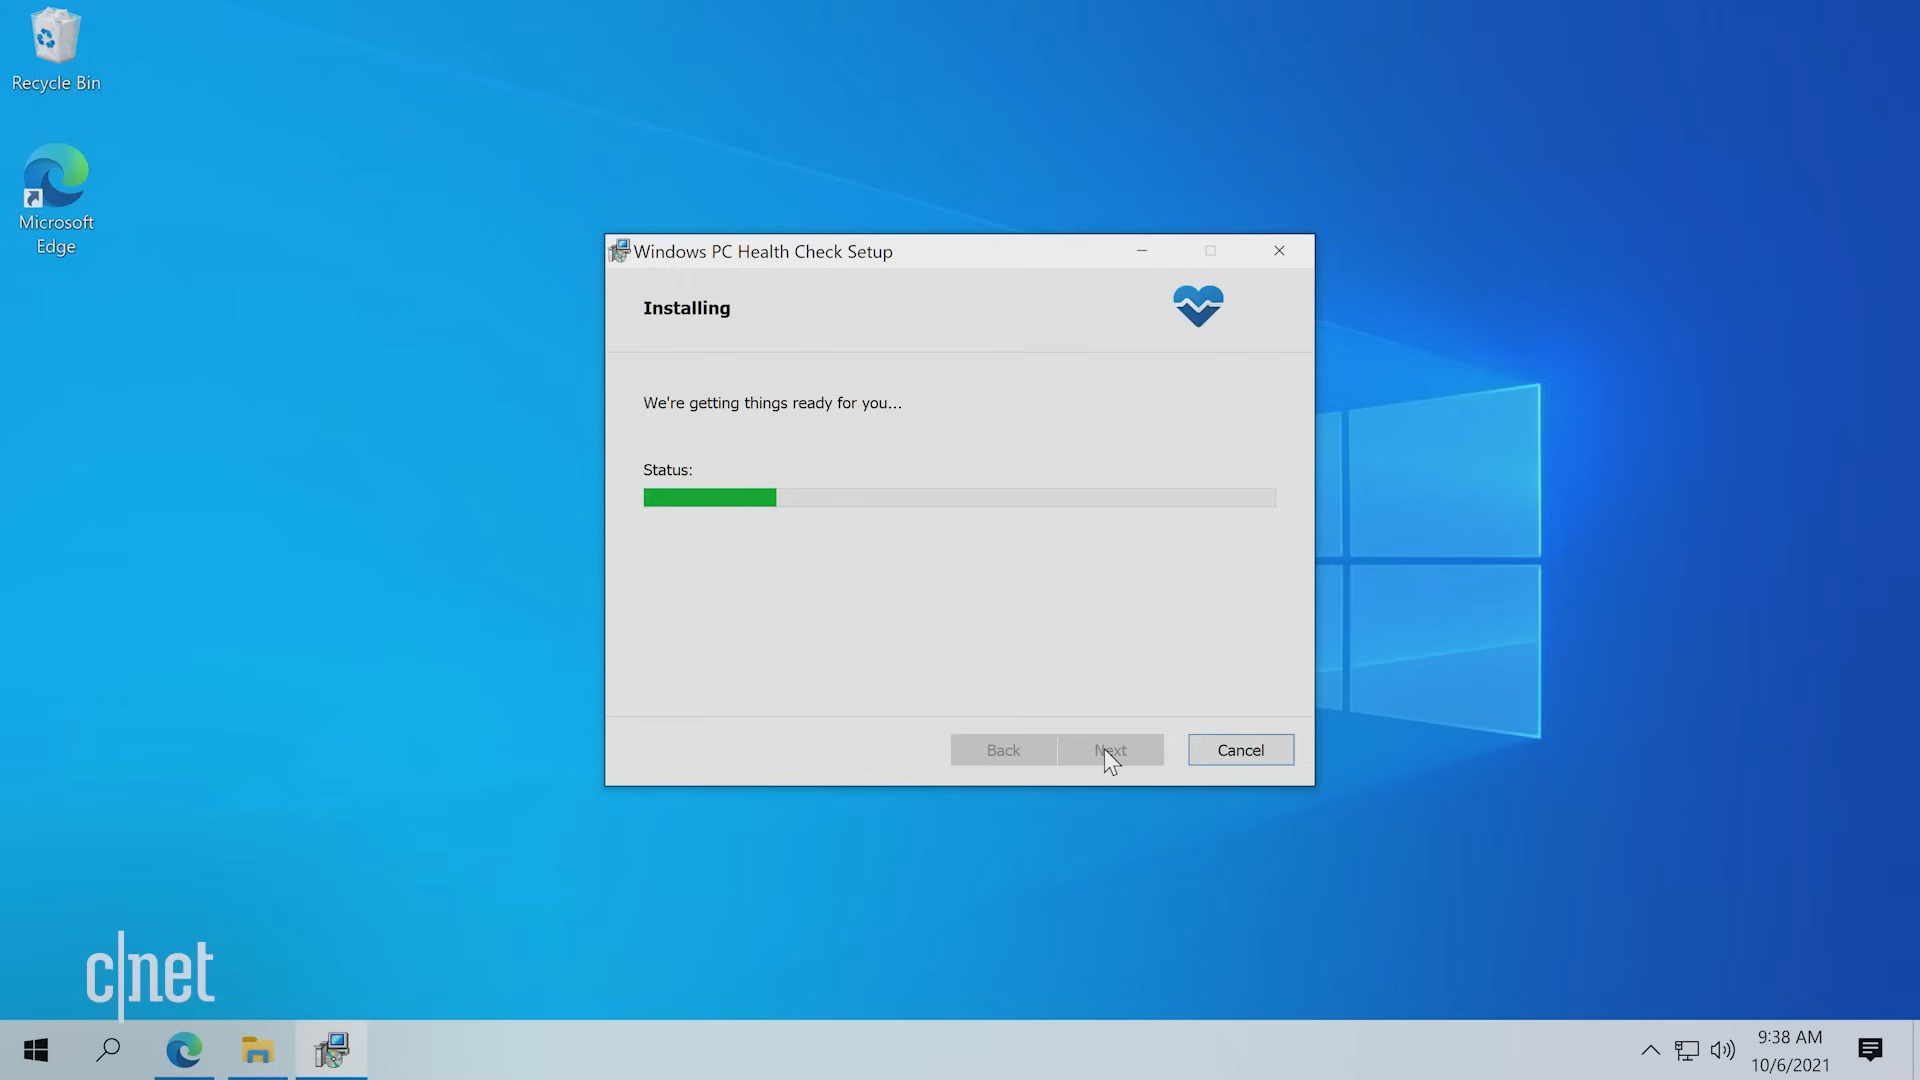 Recycle Bin
Microsoft
Edge
Windows PC Health Check Setup
Installing
We're getting things ready for you...
Status:
Back
Next
Cancel
c|net
9:38 AM
10/6/2021